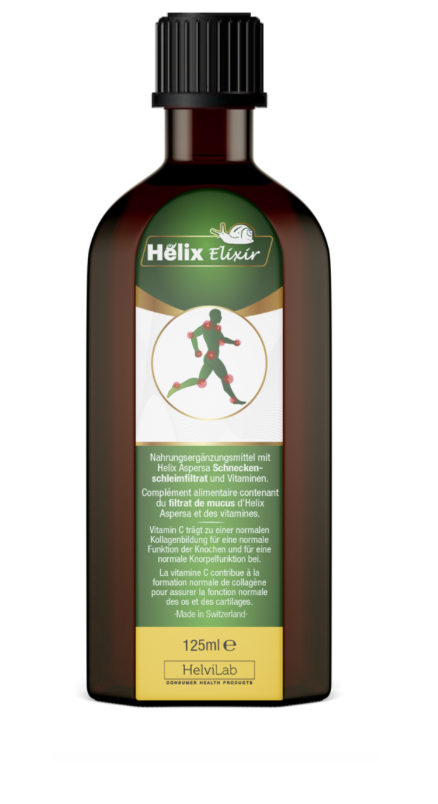 Hélix Elixir
Nahrungsergänzungsmittel mit
Helix Aspersa Schnecken-
schleimfiltrat und Vitaminen.
Complément alimentaire contenant
du filtrat de mucus d'Helix
Aspersa et des vitamines.
Vitamin C trägt zu einer normalen
Kollagenbildung für eine normale
Funktion der Knochen und für eine
normale Knorpelfunktion bei.
La vitamine C contribue à la
formation normale de collagène
pour assurer la fonction normale
des os et des cartilages.
-Made in Switzerland-
125ml ℮
HelviLab
CONSUMER HEALTH PRODUCTS